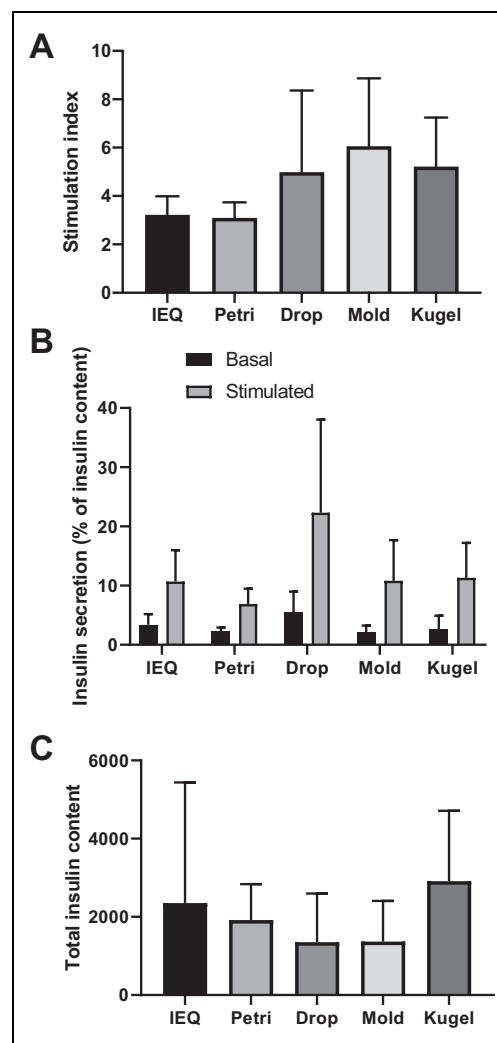 A
Stimulation index
10
8
6
4
2
0
IEQ Petri Drop Mold Kugel
B
Basal
Stimulated
Insulin secretion (% of insulin content)
40
30
20
10
0
IEQ Petri Drop Mold Kugel
C
Total insulin content
6000
4000
2000
0
IEQ Petri Drop Mold Kugel